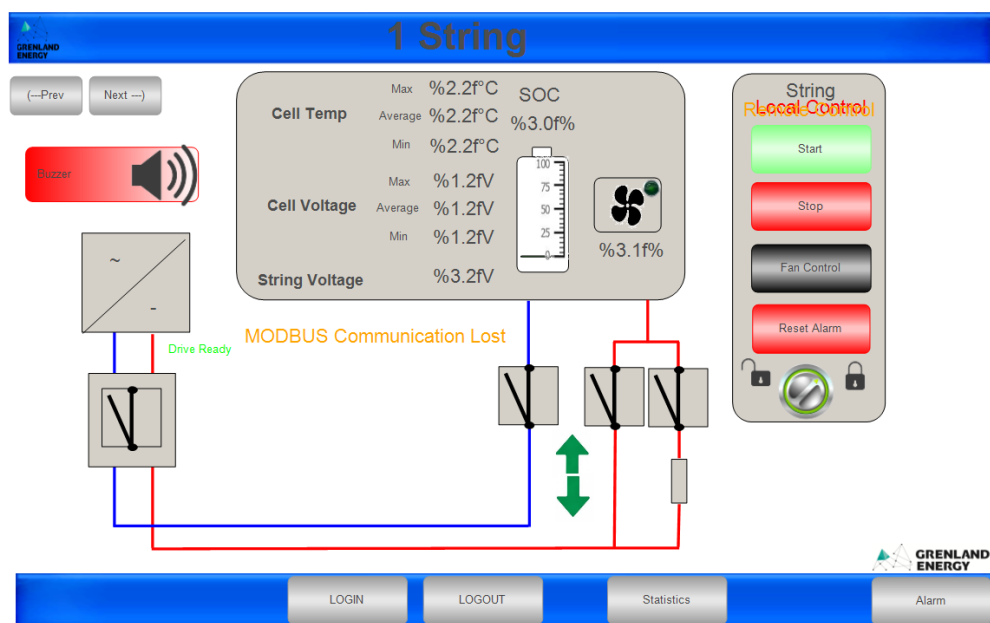 GRENLAND
ENERGY
1 String
(---Prev
Next ---)
Buzzer
Cell Temp
Max %2.2f°C
Average %2.2f°C
Min %2.2f°C
SOC
%3.0f%
Cell Voltage
Max %1.2fV
Average %1.2fV
Min %1.2fV
String Voltage %3.2fV
100
75
50
25
0
%3.1f%
String
Local Control
Remote Control
Start
Stop
Fan Control
Reset Alarm
~
-
Drive Ready
MODBUS Communication Lost
GRENLAND
ENERGY
LOGIN
LOGOUT
Statistics
Alarm